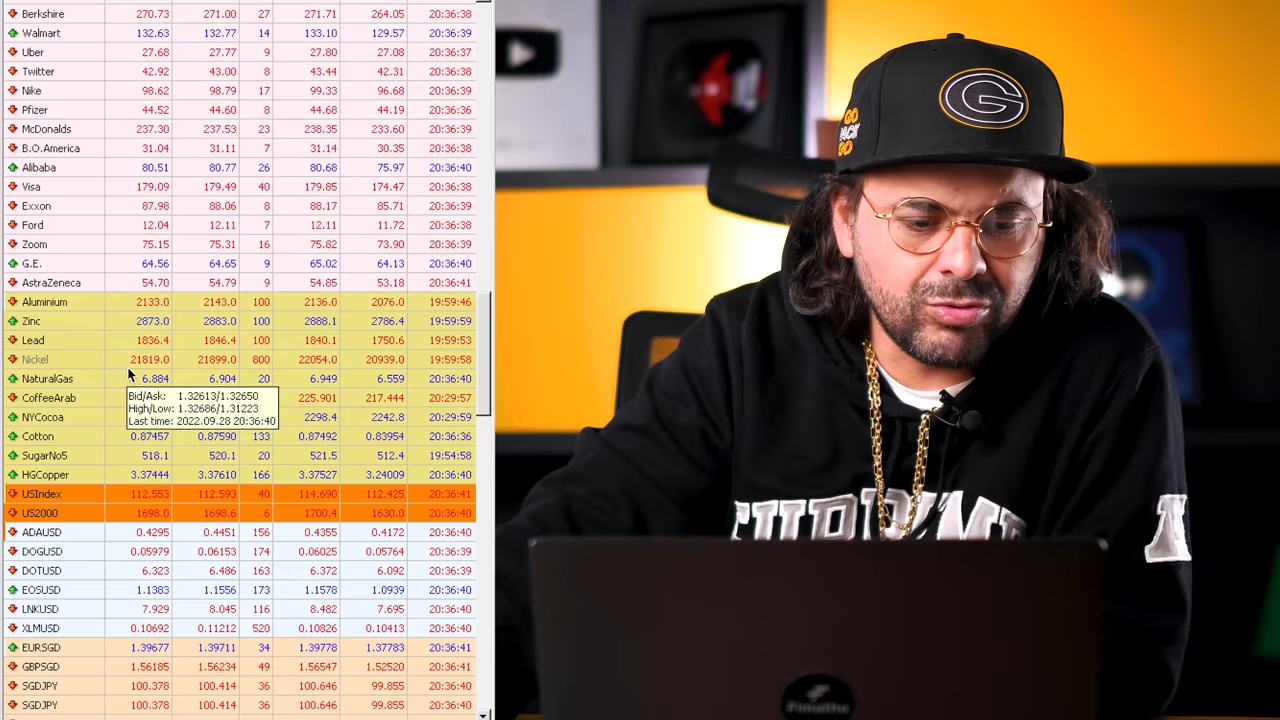 Berkshire 270.73 271.00 27 271.71 264.05 20:36:38
Walmart 132.63 132.77 14 133.10 129.57 20:36:39
Uber 27.68 27.77 9 27.80 27.08 20:36:37
Twitter 42.92 43.00 8 43.44 42.31 20:36:38
Nike 98.62 98.79 17 99.33 96.68 20:36:39
Pfizer 44.52 44.60 8 44.68 44.19 20:36:36
McDonalds 237.30 237.53 23 238.35 233.60 20:36:39
B.O.America 31.04 31.11 7 31.14 30.35 20:36:38
Alibaba 80.51 80.77 26 80.68 75.97 20:36:40
Visa 179.09 179.49 40 179.85 174.47 20:36:38
Exxon 87.98 88.06 8 88.17 85.71 20:36:39
Ford 12.04 12.11 7 12.11 11.72 20:36:38
Zoom 75.15 75.31 16 75.82 73.90 20:36:39
G.E. 64.56 64.65 9 65.02 64.13 20:36:40
AstraZeneca 54.70 54.79 9 54.85 53.18 20:36:41
Aluminium 2133.0 2143.0 100 2136.0 2076.0 19:59:46
Zinc 2873.0 2883.0 100 2888.1 2786.4 19:59:59
Lead 1836.4 1846.4 100 1840.1 1750.6 19:59:53
Nickel 21819.0 21899.0 800 22054.0 20939.0 19:59:58
NaturalGas 6.884 6.904 20 6.949 6.559 20:36:40
CoffeeArab 225.901 217.444 20:29:57
NYCocoa 2298.4 2242.8 20:29:59
Bid/Ask: 1.32613/1.32650
High/Low: 1.32686/1.31223
Last time: 2022.09.28 20:36:40
Cotton 0.87457 0.87590 133 0.87492 0.83954 20:36:36
SugarNo5 518.1 520.1 20 521.5 512.4 19:54:58
HGCopper 3.37444 3.37610 166 3.37527 3.24009 20:36:40
USIndex 112.553 112.593 40 114.690 112.425 20:36:41
US2000 1698.0 1698.6 6 1700.4 1630.0 20:36:40
ADAUSD 0.4295 0.4451 156 0.4355 0.4172 20:36:40
DOGUSD 0.05979 0.06153 174 0.06025 0.05764 20:36:39
DOTUSD 6.323 6.486 163 6.372 6.092 20:36:39
EOSUSD 1.1383 1.1556 173 1.1578 1.0939 20:36:40
LNKUSD 7.929 8.045 116 8.482 7.695 20:36:40
XLMUSD 0.10692 0.11212 520 0.10826 0.10413 20:36:40
EURSGD 1.39677 1.39711 34 1.39778 1.37783 20:36:41
GBPSGD 1.56185 1.56234 49 1.56547 1.52520 20:36:41
SGDJPY 100.378 100.414 36 100.646 99.855 20:36:40
SGDJPY 100.378 100.414 36 100.646 99.855 20:36:40
G
GO
PACK
GO